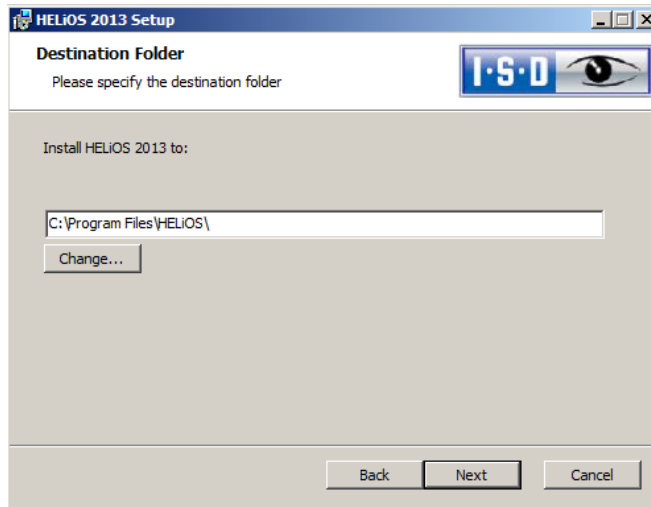 HELiOS 2013 Setup
Destination Folder
Please specify the destination folder
I·S·D
Install HELiOS 2013 to:
C:\Program Files\HELiOS\
Change...
Back Next Cancel